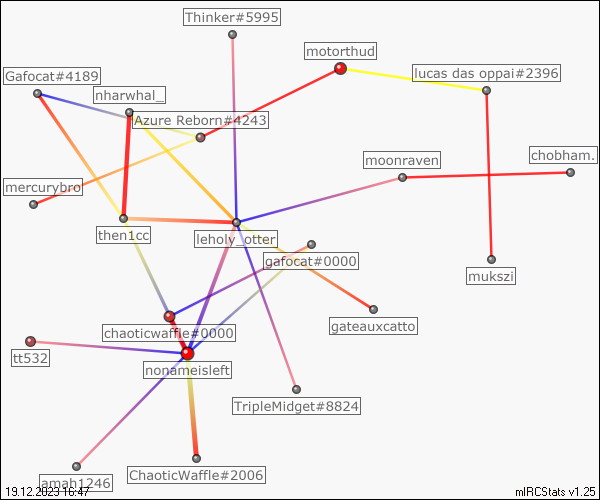 Thinker#5995
motorthud
Gafocat#4189
lucas das oppai#2396
nharwhal_
Azure Reborn#4243
chobham.
moonraven
mercurybro
then1cc
leholy_otter
gafocat#0000
mukszi
gateauxcatto
chaoticwaffle#0000
tt532
nonameisleft
TripleMidget#8824
ChaoticWaffle#2006
amah1246
19.12.2023 16:47
mIRCStats v1.25